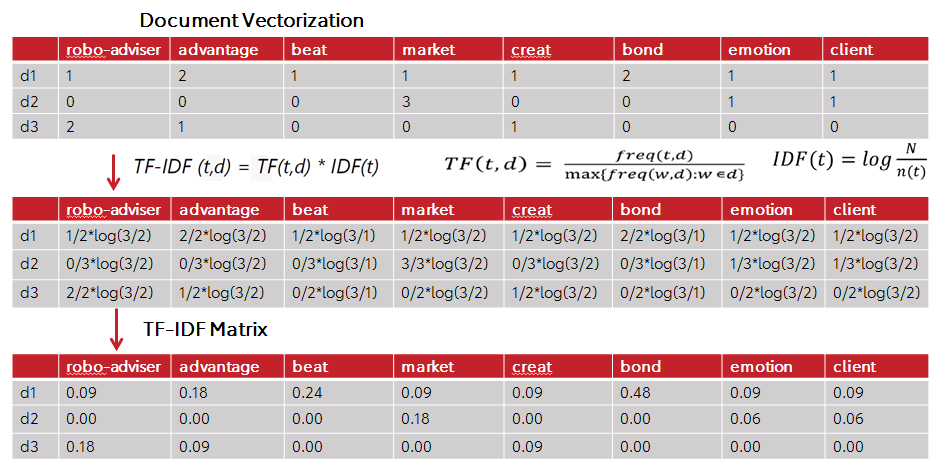 Document Vectorization
robo-adviser advantage beat market creat bond emotion client
d1 1 2 1 1 1 2 1 1
d2 0 0 0 3 0 0 1 1
d3 2 1 0 0 1 0 0 0
TF-IDF (t,d) = TF(t,d) * IDF(t) TF(t,d) = freq(t,d) / max{freq(w,d):w ∈d} IDF(t) = log N / n(t)
robo-adviser advantage beat market creat bond emotion client
d1 1/2*log(3/2) 2/2*log(3/2) 1/2*log(3/1) 1/2*log(3/2) 1/2*log(3/2) 2/2*log(3/1) 1/2*log(3/2) 1/2*log(3/2)
d2 0/3*log(3/2) 0/3*log(3/2) 0/3*log(3/1) 3/3*log(3/2) 0/3*log(3/2) 0/3*log(3/1) 1/3*log(3/2) 1/3*log(3/2)
d3 2/2*log(3/2) 1/2*log(3/2) 0/2*log(3/1) 0/2*log(3/2) 1/2*log(3/2) 0/2*log(3/1) 0/2*log(3/2) 0/2*log(3/2)
TF-IDF Matrix
robo-adviser advantage beat market creat bond emotion client
d1 0.09 0.18 0.24 0.09 0.09 0.48 0.09 0.09
d2 0.00 0.00 0.00 0.18 0.00 0.00 0.06 0.06
d3 0.18 0.09 0.00 0.00 0.09 0.00 0.00 0.00